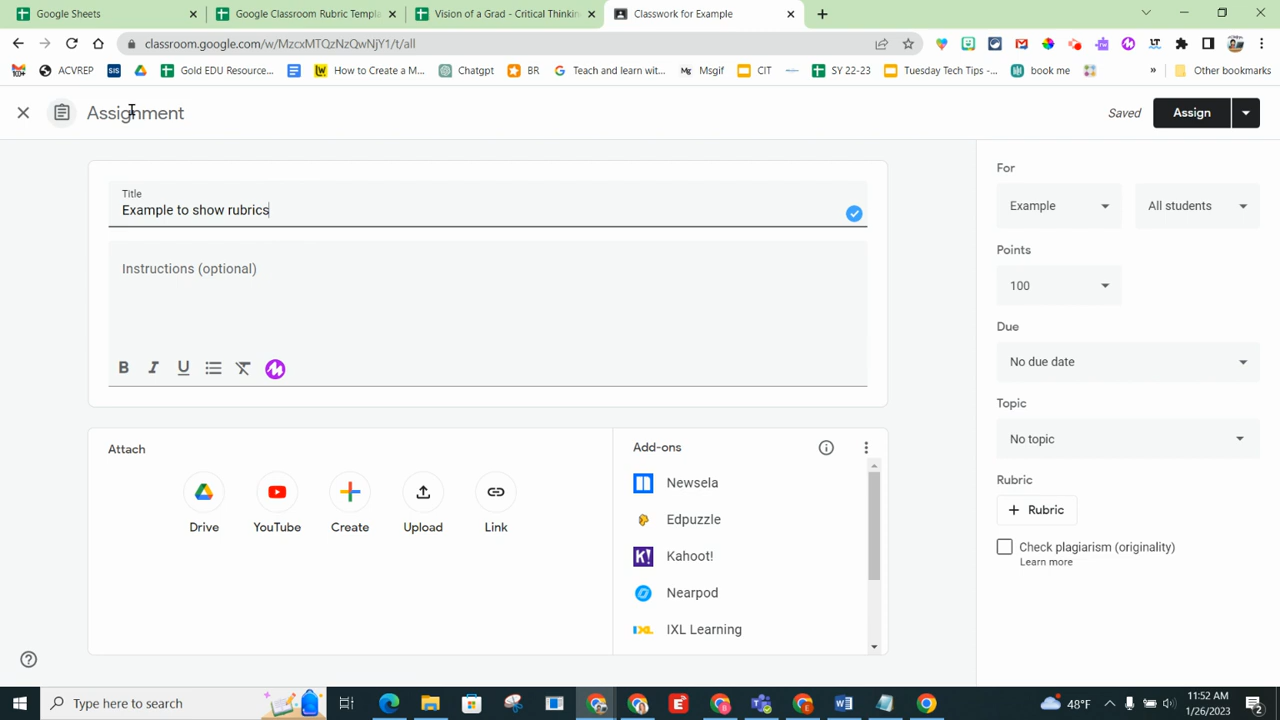 Google Sheets
Google Classroom Rubric Templa
Vision of a Grad - Critical Thinkin
Classwork for Example
classroom.google.com/u/MzcxMTQzNzQwNjY1/t/all
ACVREP
SIS
Gold EDU Resource...
How to Create a M...
Chatgpt
BR
Teach and learn wit...
Msgif
CIT
SY 22-23
Tuesday Tech Tips -...
book me
»
Other bookmarks
Assignment
Saved
Assign
Title
Example to show rubrics
Instructions (optional)
B I U
Attach
Drive
YouTube
Create
Upload
Link
Add-ons
Newsela
Edpuzzle
K!
Kahoot!
Nearpod
IXL
IXL Learning
For
Example
All students
Points
100
Due
No due date
Topic
No topic
Rubric
+ Rubric
Check plagiarism (originality)
Learn more
Type here to search
48°F
11:52 AM
1/26/2023
2